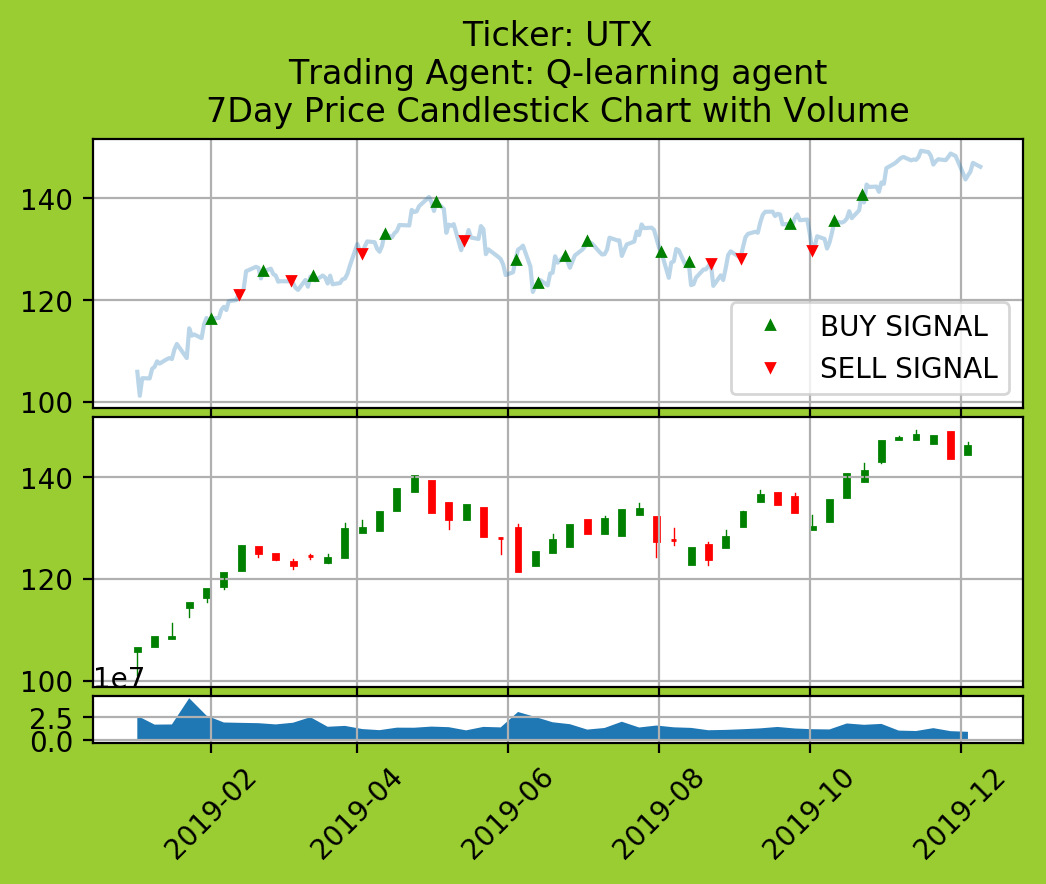 Ticker: UTX
Trading Agent: Q-learning agent
7Day Price Candlestick Chart with Volume
140
120
100
BUY SIGNAL
SELL SIGNAL
140
120
100
1e7
2.5
0.0
2019-02
2019-04
2019-06
2019-08
2019-10
2019-12